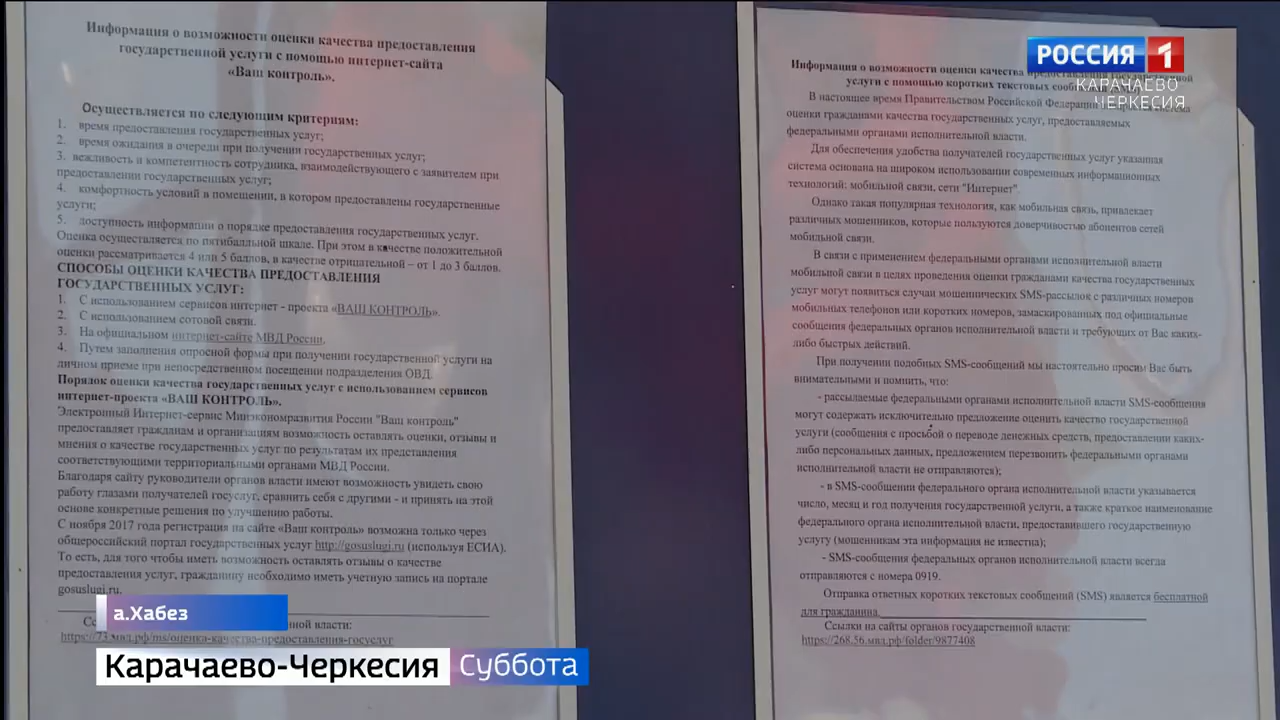 Информация о возможности оценки качества предоставления
государственной услуги с помощью интернет-сайта
«Ваш контроль».
Осуществляется по следующим критериям:
1. время предоставления государственных услуг;
2. время ожидания в очереди при получении государственных услуг;
3. вежливость и компетентность сотрудника, взаимодействующего с заявителем при
предоставлении государственных услуг;
4. комфортность условий в помещении, в котором предоставлены государственные
услуги;
5. доступность информации о порядке предоставления государственных услуг.
Оценка осуществляется по пятибалльной шкале. При этом в качестве положительной
оценки рассматривается 4 или 5 баллов, в качестве отрицательной – от 1 до 3 баллов.
СПОСОБЫ ОЦЕНКИ КАЧЕСТВА ПРЕДОСТАВЛЕНИЯ
ГОСУДАРСТВЕННЫХ УСЛУГ:
1. С использованием сервисов интернет - проекта «ВАШ КОНТРОЛЬ».
2. С использованием сотовой связи.
3. На официальном интернет-сайте МВД России.
4. Путем заполнения опросной формы при получении государственной услуги на
личном приеме при непосредственном посещении подразделения ОВД.
Порядок оценки качества государственных услуг с использованием сервисов
интернет-проекта «ВАШ КОНТРОЛЬ».
Электронный Интернет-сервис Минэкономразвития России "Ваш контроль"
предоставляет гражданам и организациям возможность оставлять оценки, отзывы и
мнения о качестве государственных услуг по результатам их представления
соответствующими территориальными органами МВД России.
Благодаря сайту руководители органов власти имеют возможность увидеть свою
работу глазами получателей госуслуг, сравнить себя с другими - и принять на этой
основе конкретные решения по улучшению работы.
С ноября 2017 года регистрация на сайте «Ваш контроль» возможна только через
общероссийский портал государственных услуг http://gosuslugi.ru (используя ЕСИА).
То есть, для того чтобы иметь возможность оставлять отзывы о качестве
предоставления услуг, гражданину необходимо иметь учетную запись на портале
gosuslugi.ru.
власти:
https://73.мвд.рф/ms/оценка-качества-предоставления-госуслуг
Информация о возможности оценки качества предоставления государственной
услуги с помощью коротких текстовых
В настоящее время Правительством Российской Федерации система
оценки гражданами качества государственных услуг, предоставляемых
федеральными органами исполнительной власти.
Для обеспечения удобства получателей государственных услуг указанная
система основана на широком использовании современных информационных
технологий: мобильной связи, сети "Интернет".
Однако такая популярная технология, как мобильная связь, привлекает
различных мошенников, которые пользуются доверчивостью абонентов сетей
мобильной связи.
В связи с применением федеральными органами исполнительной власти
мобильной связи в целях проведения оценки гражданами качества государственных
услуг могут появиться случаи мошеннических SMS-рассылок с различных номеров
мобильных телефонов или коротких номеров, замаскированных под официальные
сообщения федеральных органов исполнительной власти и требующих от Вас каких-
либо быстрых действий.
При получении подобных SMS-сообщений мы настоятельно просим Вас быть
внимательными и помнить, что:
- рассылаемые федеральными органами исполнительной власти SMS-сообщения
могут содержать исключительно предложение оценить качество государственной
услуги (сообщения с просьбой о переводе денежных средств, предоставлении каких-
либо персональных данных, предложением перезвонить федеральными органами
исполнительной власти не отправляются);
- в SMS-сообщении федерального органа исполнительной власти указывается
число, месяц и год получения государственной услуги, а также краткое наименование
федерального органа исполнительной власти, предоставившего государственную
услугу (мошенникам эта информация не известна);
- SMS-сообщения федеральных органов исполнительной власти всегда
отправляются с номера 0919.
Отправка ответных коротких текстовых сообщений (SMS) является бесплатной
для гражданина.
Ссылки на сайты органов государственной власти:
https://268.56.мвд.рф/folder/9877408
РОССИЯ 1
КАРАЧАЕВО
ЧЕРКЕСИЯ
а.Хабез
Карачаево-Черкесия Суббота